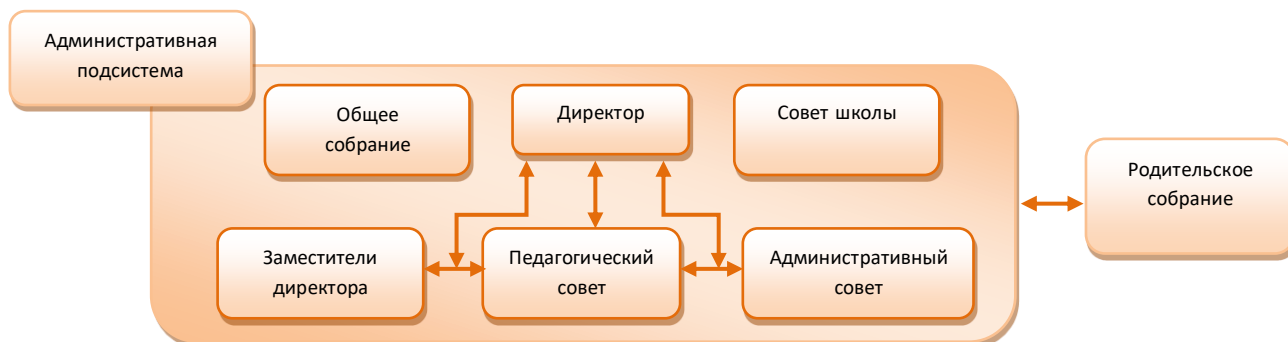 Административная
подсистема
Общее
собрание
Директор
Совет школы
Родительское
собрание
Заместители
директора
Педагогический
совет
Административный
совет